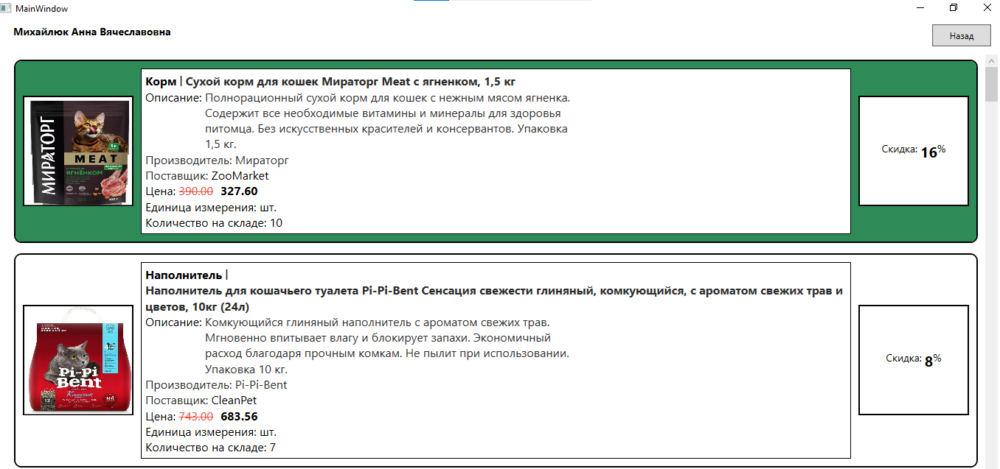 MainWindow
Михайлюк Анна Вячеславовна
Назад
Корм | Сухой корм для кошек Мираторг Meat с ягненком, 1,5 кг
Описание: Полнорационный сухой корм для кошек с нежным мясом ягненка.
Содержит все необходимые витамины и минералы для здоровья
питомца. Без искусственных красителей и консервантов. Упаковка
1,5 кг.
Производитель: Мираторг
Поставщик: ZooMarket
Цена: 390.00 327.60
Единица измерения: шт.
Количество на складе: 10
МИРАТОРГ
MEAT
ЯГНЁНКОМ
Скидка: 16%
Наполнитель |
Наполнитель для кошачьего туалета Pi-Pi-Bent Сенсация свежести глиняный, комкующийся, с ароматом свежих трав и
цветов, 10кг (24л)
Описание: Комкующийся глиняный наполнитель с ароматом свежих трав.
Мгновенно впитывает влагу и блокирует запахи. Экономичный
расход благодаря прочным комкам. Не пылит при использовании.
Упаковка 10 кг.
Производитель: Pi-Pi-Bent
Поставщик: CleanPet
Цена: 743.00 683.56
Единица измерения: шт.
Количество на складе: 7
Pi-Pi
Bent
Классик
12
Скидка: 8%